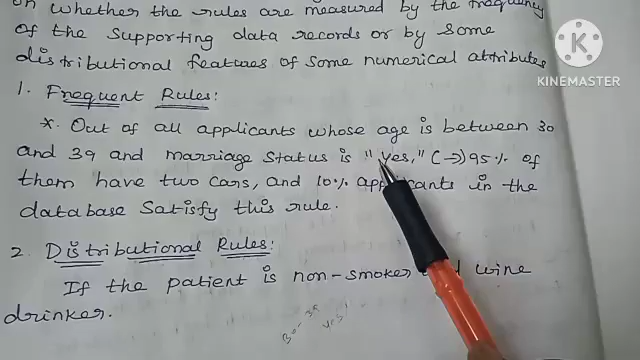 on whether the rules are measured by the frequency
of the supporting data records or by some
distributional features of some numerical attributes
1. Frequent Rules:
* Out of all applicants whose age is between 30
and 39 and marriage status is "yes," (→) 95% of
them have two cars, and 10% applicants in the
database satisfy this rule.
2. Distributional Rules:
If the patient is non-smoker wine
drinker.
30-39
yes
KINEMASTER